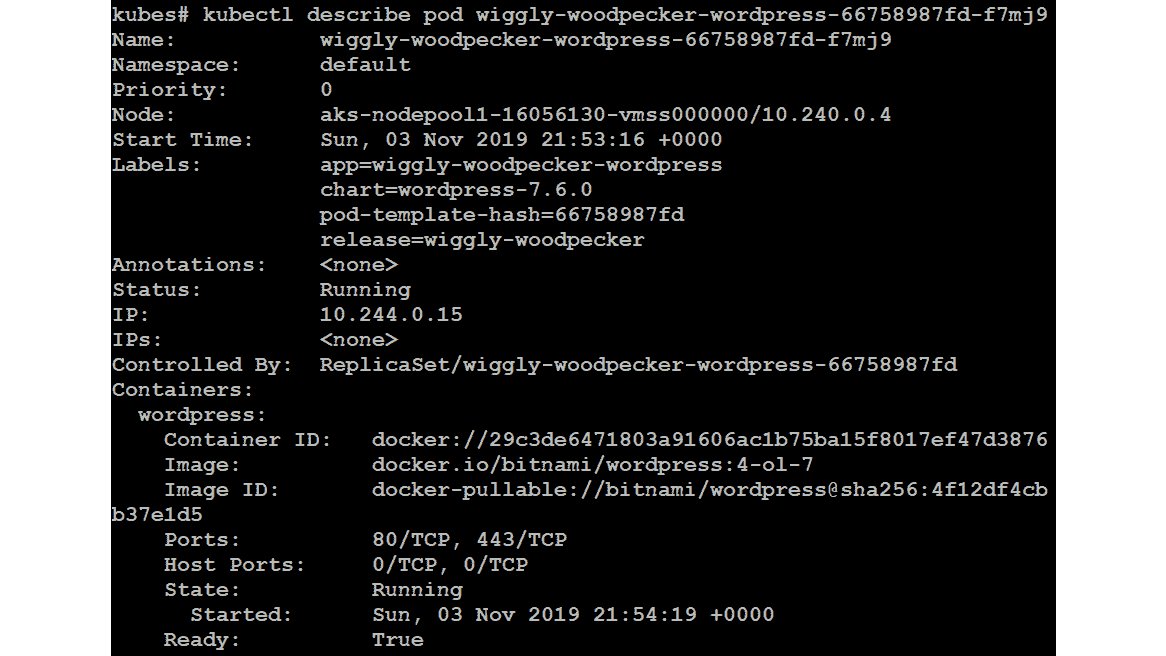 kubes# kubectl describe pod wiggly-woodpecker-wordpress-66758987fd-f7mj9
Name:           wiggly-woodpecker-wordpress-66758987fd-f7mj9
Namespace:      default
Priority:       0
Node:           aks-nodepool1-16056130-vmss000000/10.240.0.4
Start Time:     Sun, 03 Nov 2019 21:53:16 +0000
Labels:         app=wiggly-woodpecker-wordpress
                chart=wordpress-7.6.0
                pod-template-hash=66758987fd
                release=wiggly-woodpecker
Annotations:    <none>
Status:         Running
IP:             10.244.0.15
IPs:            <none>
Controlled By:  ReplicaSet/wiggly-woodpecker-wordpress-66758987fd
Containers:
  wordpress:
    Container ID:   docker://29c3de6471803a91606ac1b75ba15f8017ef47d3876
    Image:          docker.io/bitnami/wordpress:4-ol-7
    Image ID:       docker-pullable://bitnami/wordpress@sha256:4f12df4cb
b37e1d5
    Ports:          80/TCP, 443/TCP
    Host Ports:     0/TCP, 0/TCP
    State:          Running
      Started:      Sun, 03 Nov 2019 21:54:19 +0000
    Ready:          True